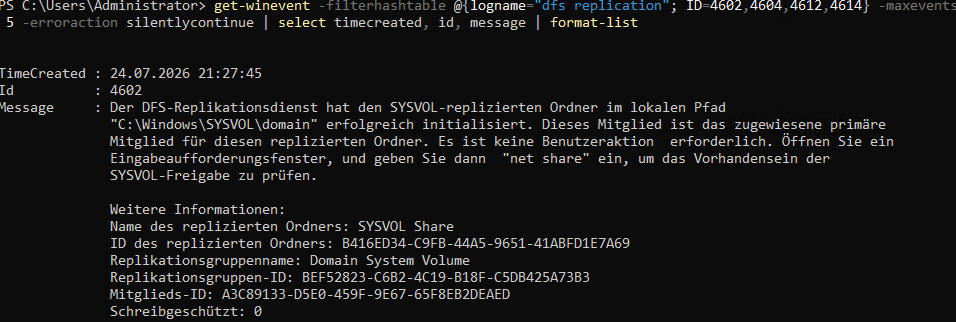 PS C:\Users\Administrator> get-winevent -filterhashtable @{logname="dfs replication"; ID=4602,4604,4612,4614} -maxevents
5 -erroraction silentlycontinue | select timecreated, id, message | format-list
TimeCreated : 24.07.2026 21:27:45
Id : 4602
Message : Der DFS-Replikationsdienst hat den SYSVOL-replizierten Ordner im lokalen Pfad
"C:\Windows\SYSVOL\domain" erfolgreich initialisiert. Dieses Mitglied ist das zugewiesene primäre
Mitglied für diesen replizierten Ordner. Es ist keine Benutzeraktion erforderlich. Öffnen Sie ein
Eingabeaufforderungsfenster, und geben Sie dann "net share" ein, um das Vorhandensein der
SYSVOL-Freigabe zu prüfen.
Weitere Informationen:
Name des replizierten Ordners: SYSVOL Share
ID des replizierten Ordners: B416ED34-C9FB-44A5-9651-41ABFD1E7A69
Replikationsgruppenname: Domain System Volume
Replikationsgruppen-ID: BEF52823-C6B2-4C19-B18F-C5DB425A73B3
Mitglieds-ID: A3C89133-D5E0-459F-9E67-65F8EB2DEAED
Schreibgeschützt: 0